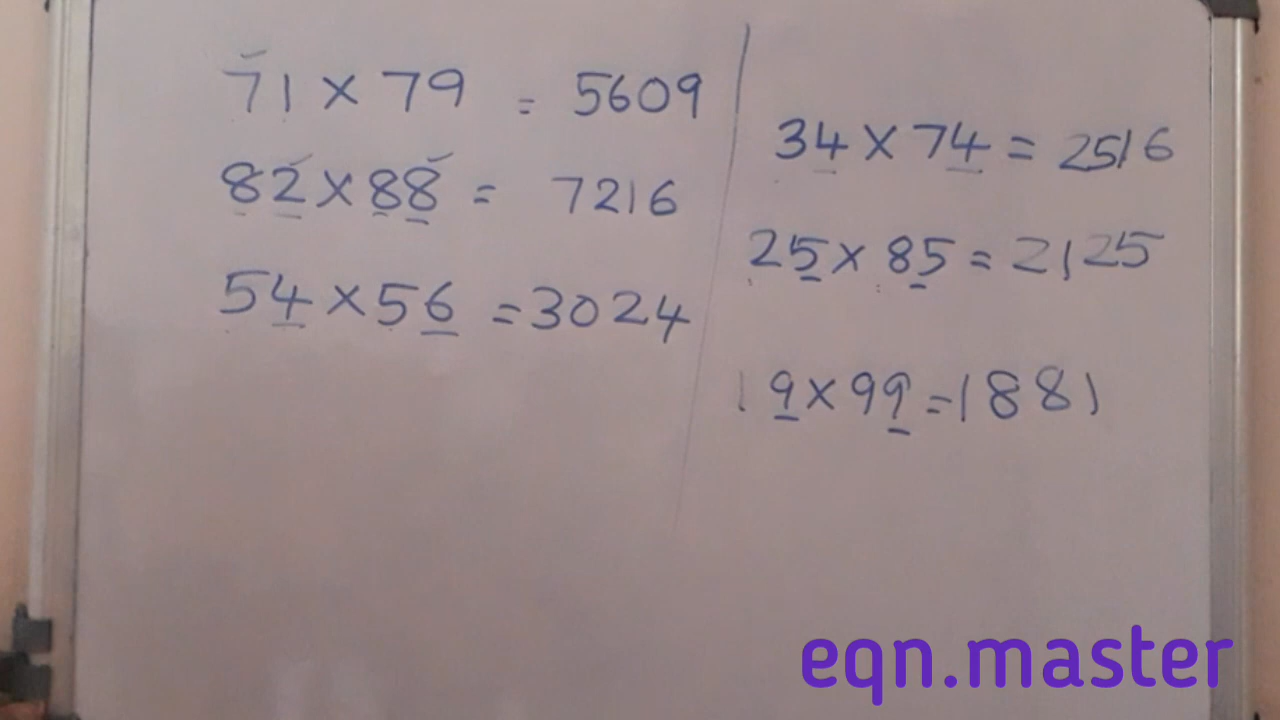 71 × 79 = 5609
82 × 88 = 7216
54 × 56 = 3024
34 × 74 = 2516
25 × 85 = 2125
19 × 99 = 1881
eqn.master